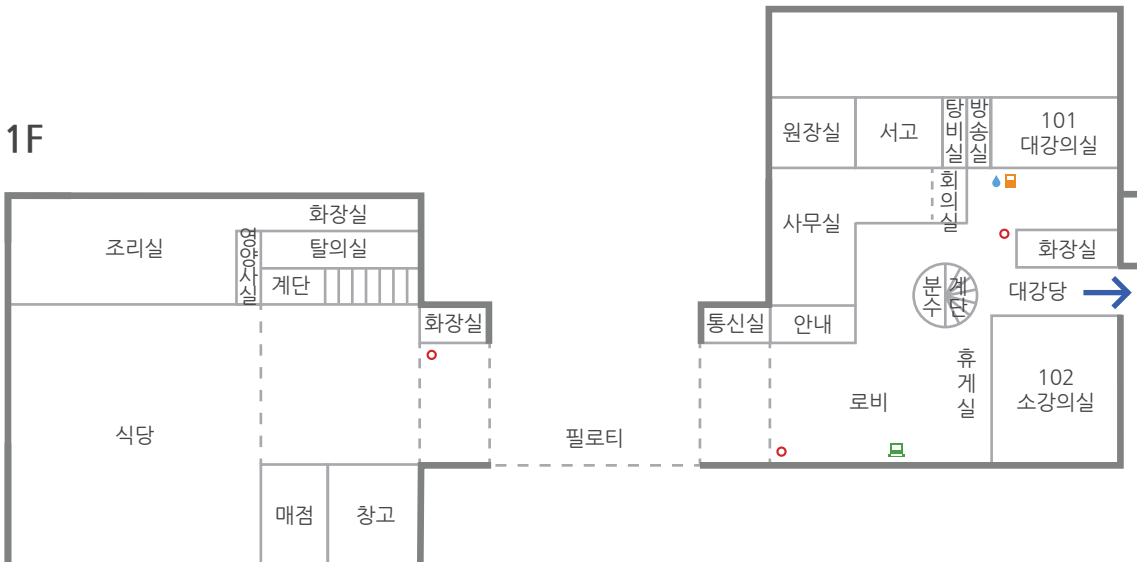 1F
원장실
서고
탕비실
방송실
101
대강의실
사무실
회의실
화장실
대강당
분수
계단
통신실
안내
휴게실
102
소강의실
로비
필로티
화장실
조리실
영양사실
탈의실
계단
화장실
식당
매점
창고